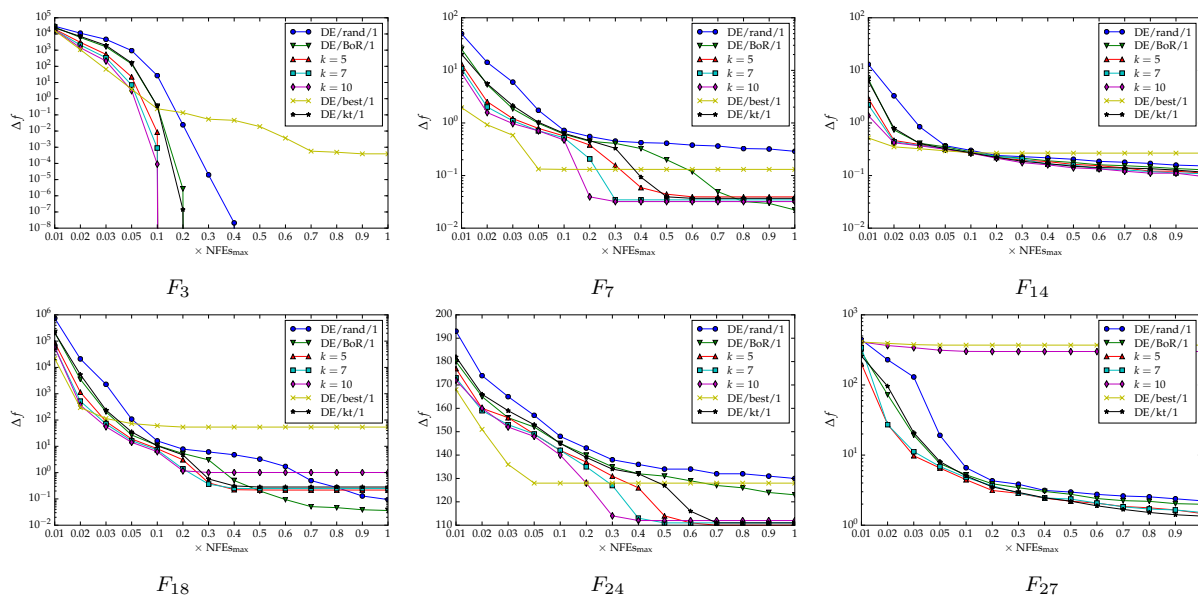 10^5
10^4
10^3
10^2
10^1
10^0
10^-1
10^-2
10^-3
10^-4
10^-5
10^-6
10^-7
10^-8
Δf
DE/rand/1
DE/BoR/1
k = 5
k = 7
k = 10
DE/best/1
DE/kt/1
0.01 0.02 0.03 0.05 0.1 0.2 0.3 0.4 0.5 0.6 0.7 0.8 0.9 1
× NFEs_max
F_3
10^2
10^1
10^0
10^-1
10^-2
Δf
DE/rand/1
DE/BoR/1
k = 5
k = 7
k = 10
DE/best/1
DE/kt/1
0.01 0.02 0.03 0.05 0.1 0.2 0.3 0.4 0.5 0.6 0.7 0.8 0.9 1
× NFEs_max
F_7
10^2
10^1
10^0
10^-1
10^-2
Δf
DE/rand/1
DE/BoR/1
k = 5
k = 7
k = 10
DE/best/1
DE/kt/1
0.01 0.02 0.03 0.05 0.1 0.2 0.3 0.4 0.5 0.6 0.7 0.8 0.9 1
× NFEs_max
F_14
10^6
10^5
10^4
10^3
10^2
10^1
10^0
10^-1
10^-2
Δf
DE/rand/1
DE/BoR/1
k = 5
k = 7
k = 10
DE/best/1
DE/kt/1
0.01 0.02 0.03 0.05 0.1 0.2 0.3 0.4 0.5 0.6 0.7 0.8 0.9 1
× NFEs_max
F_18
200
190
180
170
160
150
140
130
120
110
Δf
DE/rand/1
DE/BoR/1
k = 5
k = 7
k = 10
DE/best/1
DE/kt/1
0.01 0.02 0.03 0.05 0.1 0.2 0.3 0.4 0.5 0.6 0.7 0.8 0.9 1
× NFEs_max
F_24
10^3
10^2
10^1
10^0
Δf
DE/rand/1
DE/BoR/1
k = 5
k = 7
k = 10
DE/best/1
DE/kt/1
0.01 0.02 0.03 0.05 0.1 0.2 0.3 0.4 0.5 0.6 0.7 0.8 0.9 1
× NFEs_max
F_27